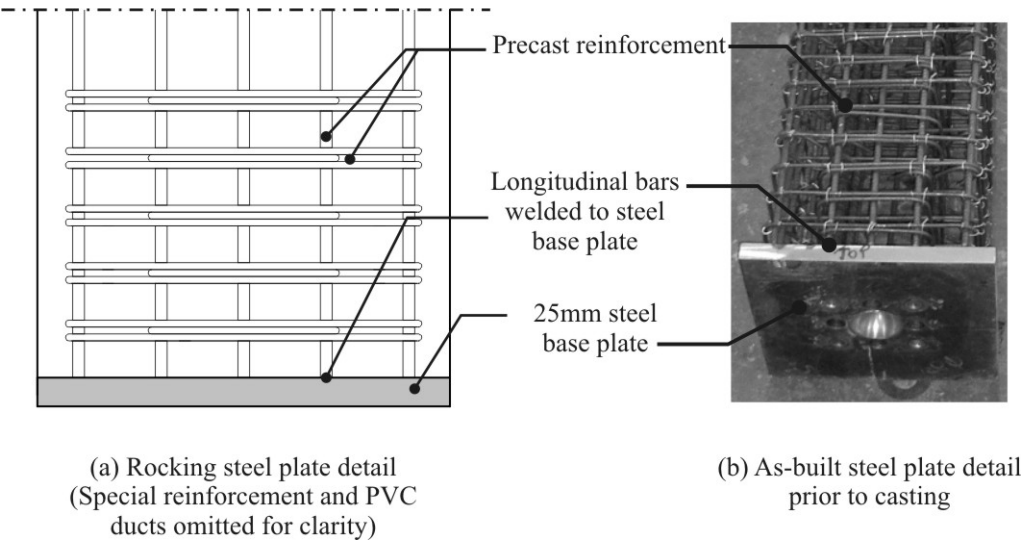 Precast reinforcement
Longitudinal bars
welded to steel
base plate
25mm steel
base plate
TOP
(a) Rocking steel plate detail
(Special reinforcement and PVC
ducts omitted for clarity)
(b) As-built steel plate detail
prior to casting